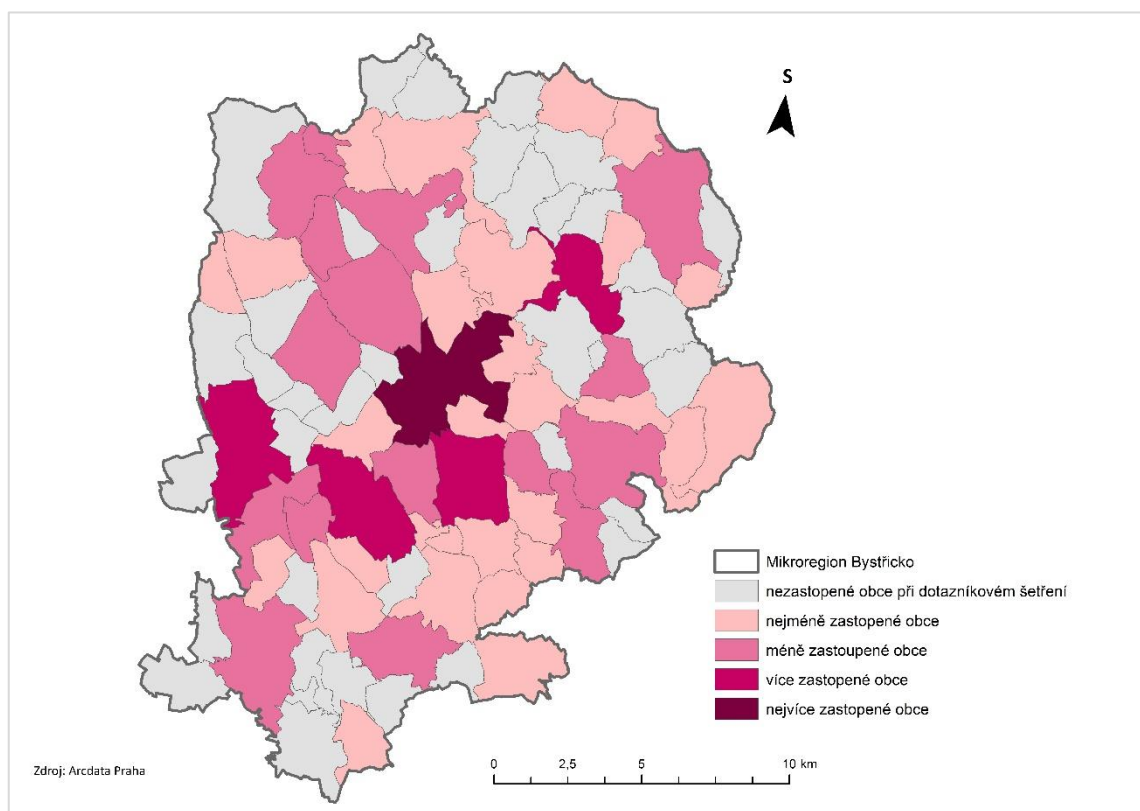 S
Mikroregion Bystřicko
nezastopené obce při dotazníkovém šetření
nejméně zastopené obce
méně zastoupené obce
více zastopené obce
nejvíce zastopené obce
Zdroj: Arcdata Praha
0 2,5 5 10 km